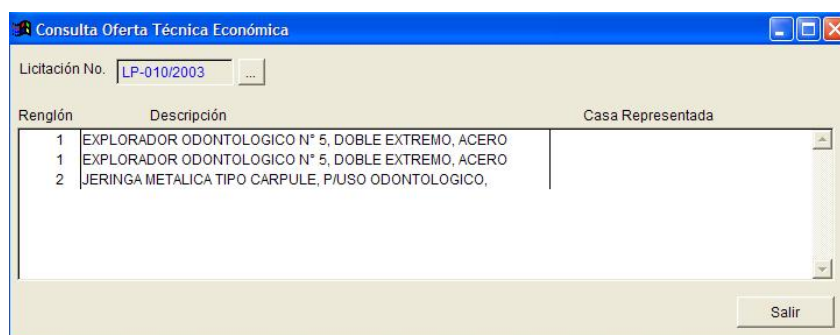 Consulta Oferta Técnica Económica
Licitación No. LP-010/2003 ...
Renglón Descripción Casa Representada
1 EXPLORADOR ODONTOLOGICO N° 5, DOBLE EXTREMO, ACERO
1 EXPLORADOR ODONTOLOGICO N° 5, DOBLE EXTREMO, ACERO
2 JERINGA METALICA TIPO CARPULE, P/USO ODONTOLOGICO,
Salir